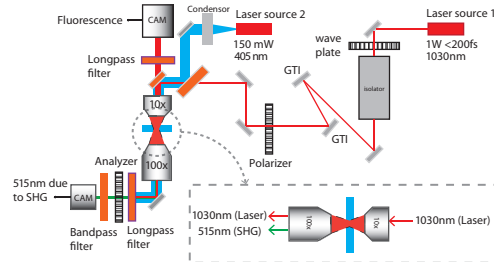 Condensor
Laser source 2
Laser source 1
Fluorescence
CAM
wave
plate
150 mW
405 nm
1W <200fs
1030nm
Longpass
filter
GTI
isolator
10x
GTI
Polarizer
Analyzer
100x
515nm due
to SHG
CAM
Bandpass
filter
Longpass
filter
1030nm (Laser)
515nm (SHG)
100x
10x
1030nm (Laser)